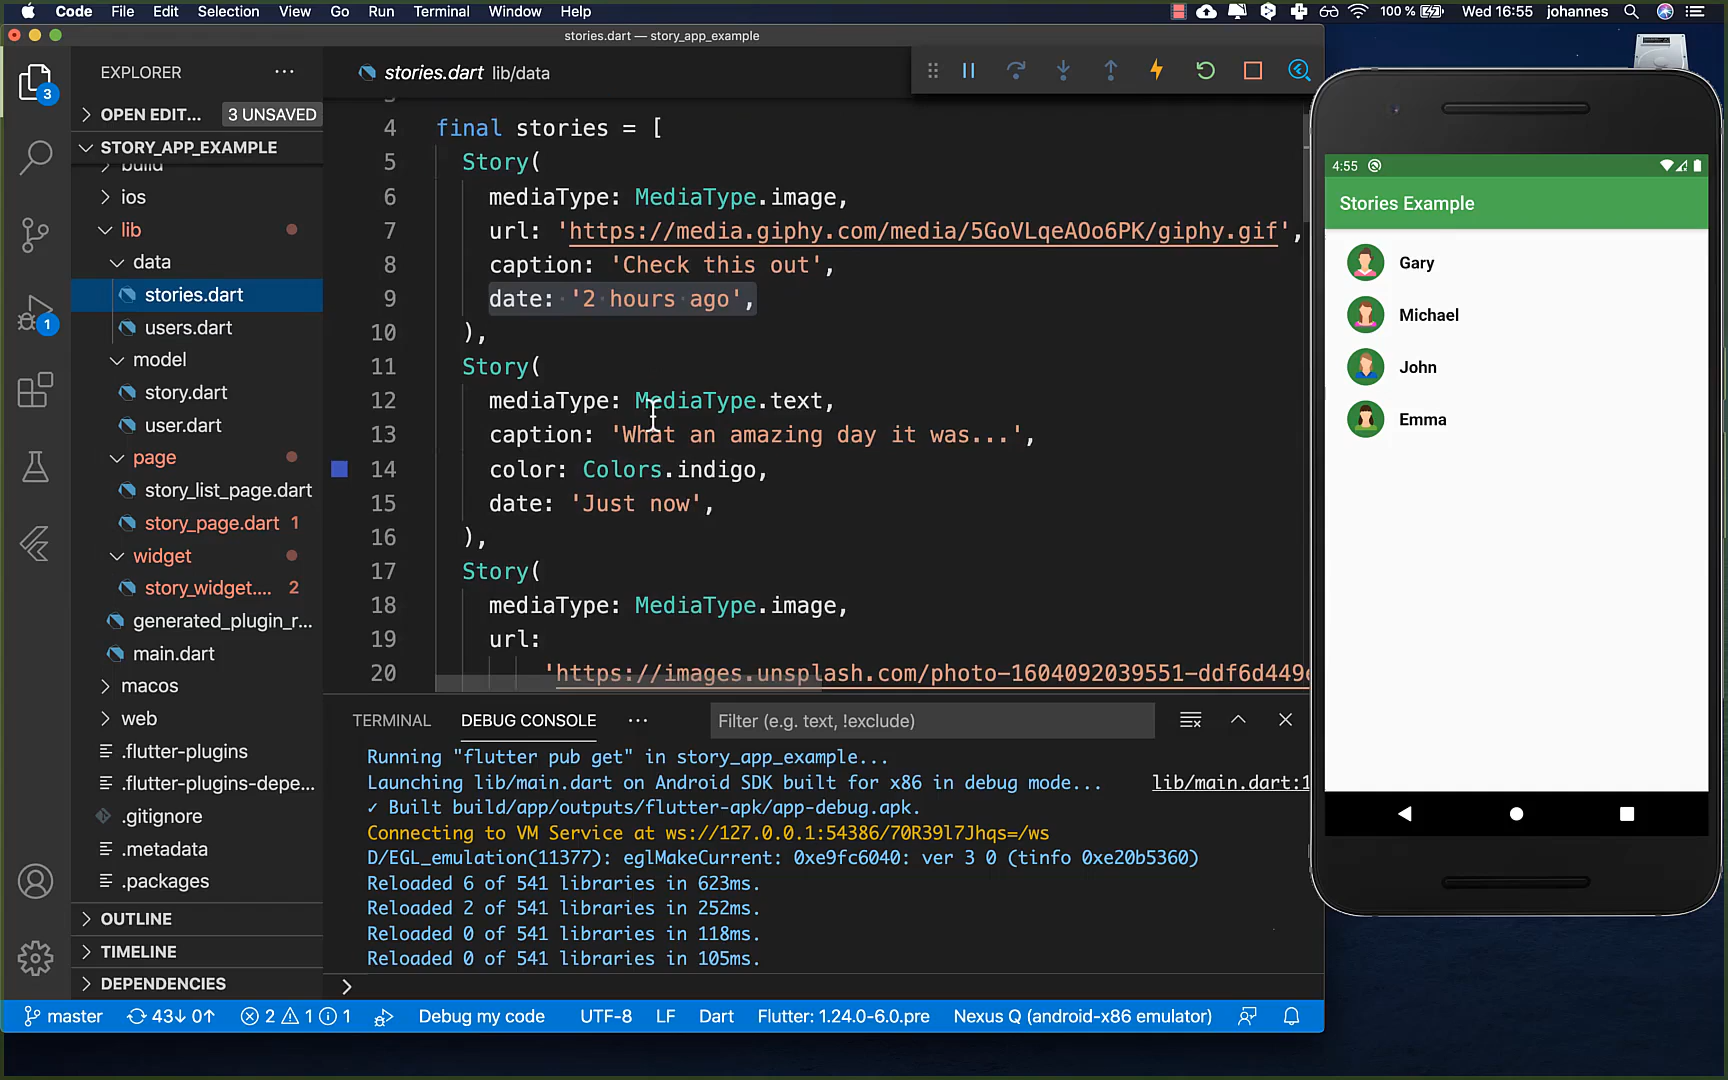 Code File Edit Selection View Go Run Terminal Window Help 100 % Wed 16:55 johannes
stories.dart — story_app_example
EXPLORER
stories.dart lib/data
3
OPEN EDIT... 3 UNSAVED
STORY_APP_EXAMPLE
build
ios
lib
data
stories.dart
users.dart
1
model
story.dart
user.dart
page
story_list_page.dart
story_page.dart 1
widget
story_widget.... 2
generated_plugin_r...
main.dart
macos
web
.flutter-plugins
.flutter-plugins-depe...
.gitignore
.metadata
.packages
OUTLINE
TIMELINE
DEPENDENCIES
4 final stories = [
5 Story(
6 mediaType: MediaType.image,
7 url: 'https://media.giphy.com/media/5GoVLqeAOo6PK/giphy.gif',
8 caption: 'Check this out',
9 date: '2 hours ago',
10 ),
11 Story(
12 mediaType: MediaType.text,
13 caption: 'What an amazing day it was...',
14 color: Colors.indigo,
15 date: 'Just now',
16 ),
17 Story(
18 mediaType: MediaType.image,
19 url:
20 'https://images.unsplash.com/photo-1604092039551-ddf6d449
TERMINAL DEBUG CONSOLE Filter (e.g. text, !exclude)
Running "flutter pub get" in story_app_example...
Launching lib/main.dart on Android SDK built for x86 in debug mode... lib/main.dart:1
✓ Built build/app/outputs/flutter-apk/app-debug.apk.
Connecting to VM Service at ws://127.0.0.1:54386/70R39l7Jhqs=/ws
D/EGL_emulation(11377): eglMakeCurrent: 0xe9fc6040: ver 3 0 (tinfo 0xe20b5360)
Reloaded 6 of 541 libraries in 623ms.
Reloaded 2 of 541 libraries in 252ms.
Reloaded 0 of 541 libraries in 118ms.
Reloaded 0 of 541 libraries in 105ms.
master 43↓ 0↑ 2 1 1 Debug my code UTF-8 LF Dart Flutter: 1.24.0-6.0.pre Nexus Q (android-x86 emulator)
4:55
Stories Example
Gary
Michael
John
Emma